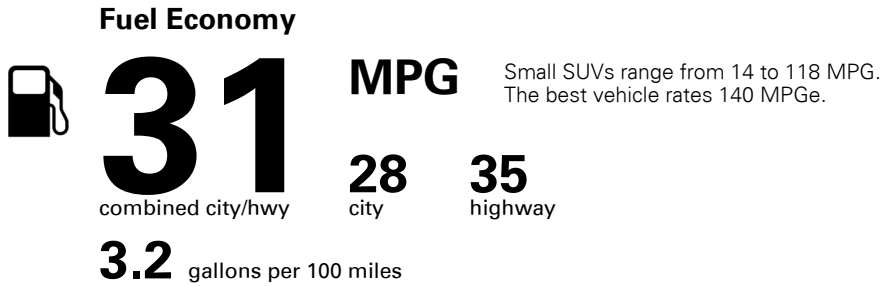 Fuel Economy
31 MPG
Small SUVs range from 14 to 118 MPG.
The best vehicle rates 140 MPGe.
combined city/hwy
28
city
35
highway
3.2 gallons per 100 miles